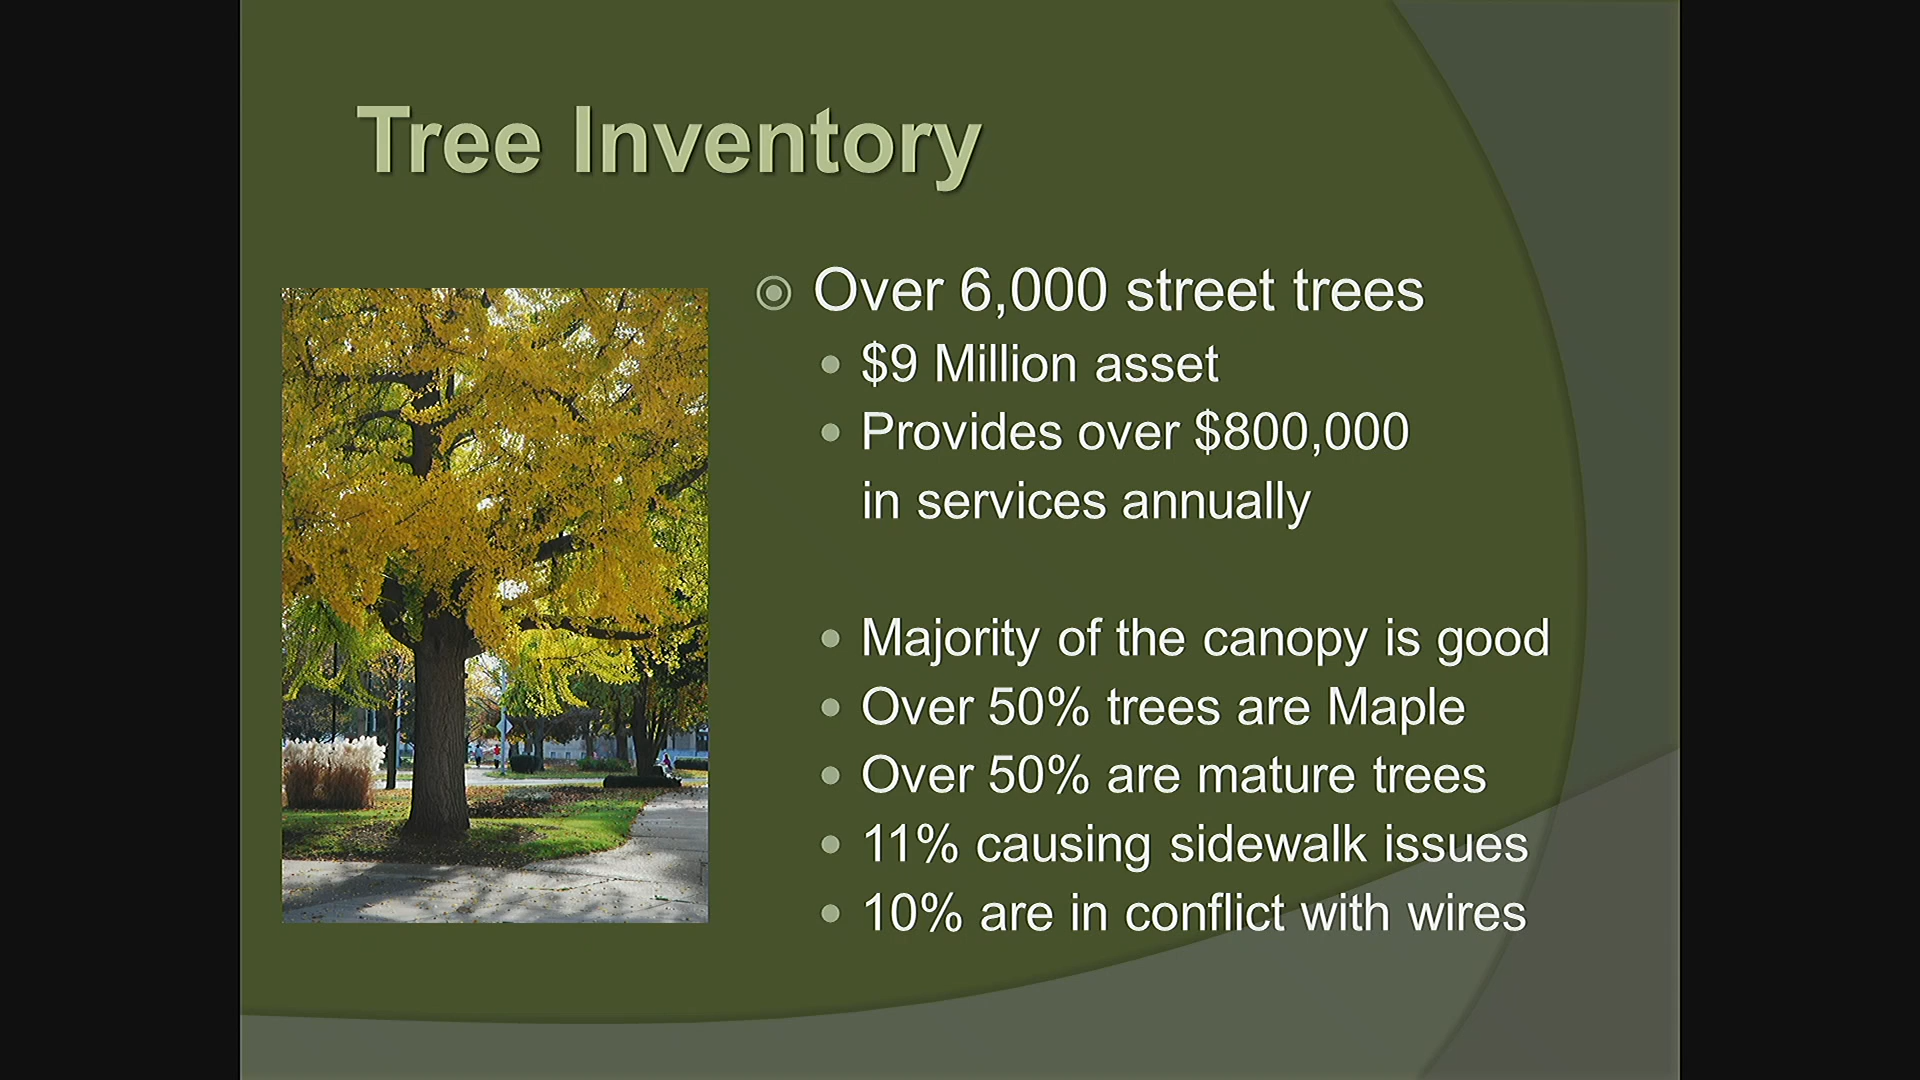 Tree Inventory
Over 6,000 street trees
$9 Million asset
Provides over $800,000
in services annually
Majority of the canopy is good
Over 50% trees are Maple
Over 50% are mature trees
11% causing sidewalk issues
10% are in conflict with wires